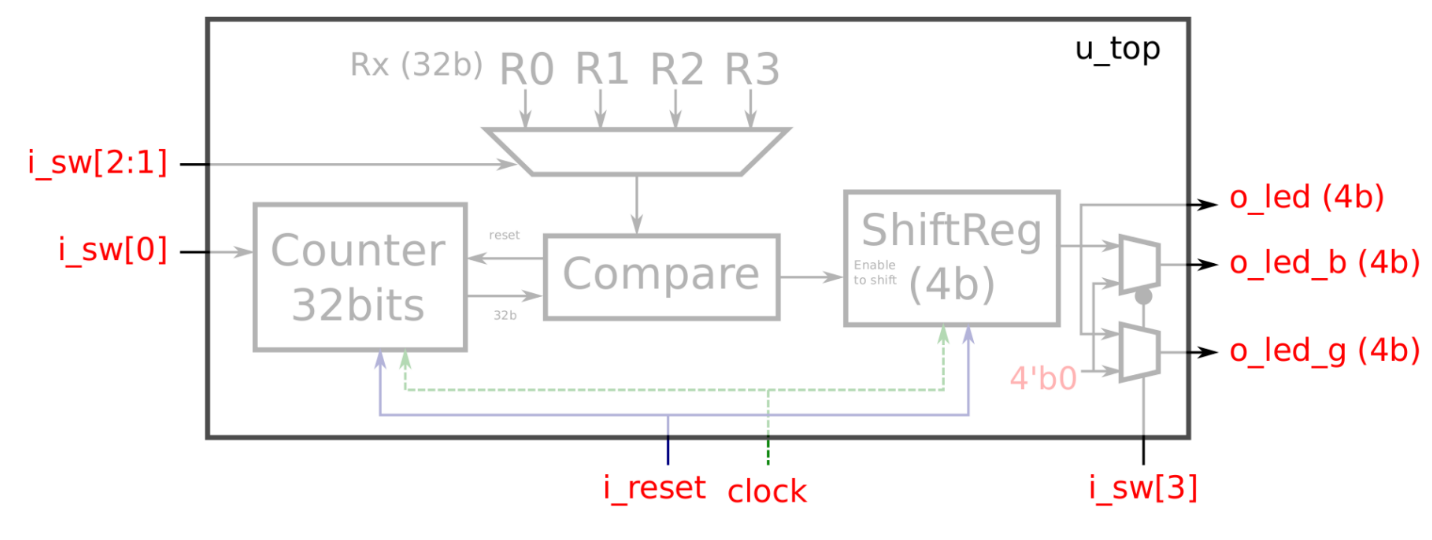 u_top
Rx (32b) R0 R1 R2 R3
i_sw[2:1]
i_sw[0]
Counter
32bits
reset
32b
Compare
ShiftReg
Enable
to shift
(4b)
o_led (4b)
o_led_b (4b)
o_led_g (4b)
4'b0
i_reset
clock
i_sw[3]